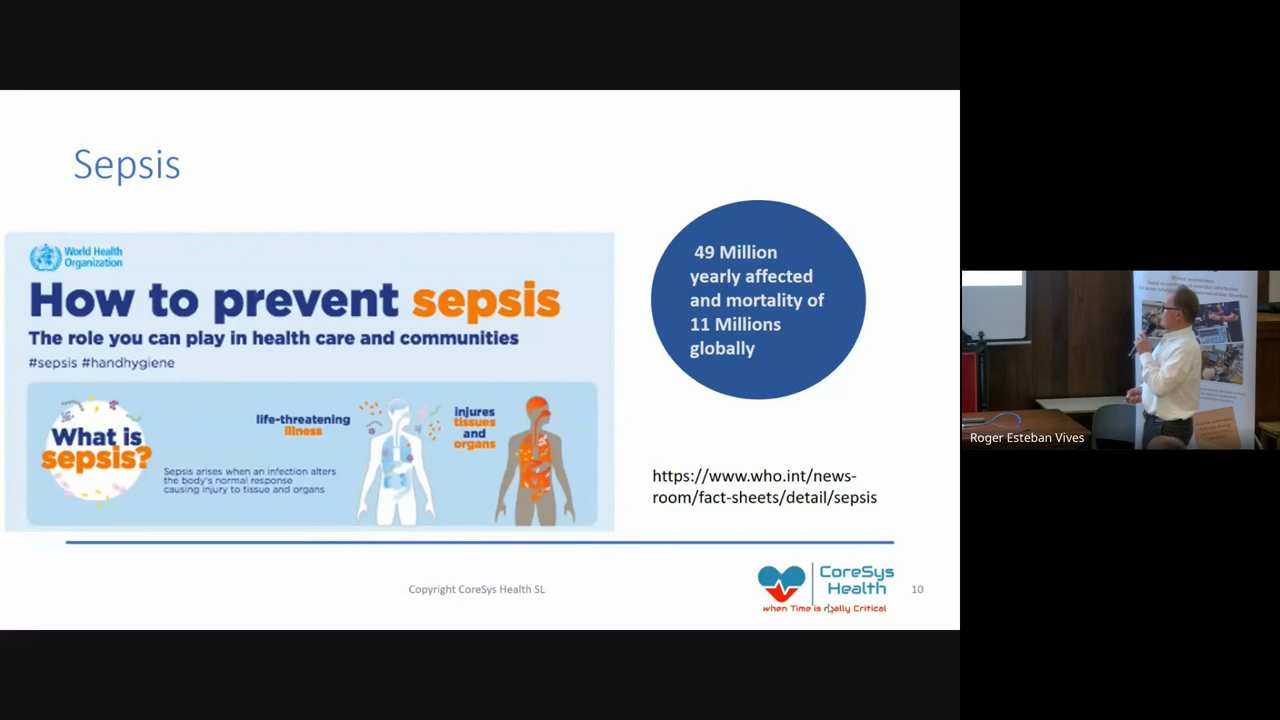 Sepsis
World Health
Organization
How to prevent sepsis
The role you can play in health care and communities
#sepsis #handhygiene
What is
sepsis?
life-threatening
illness
Sepsis arises when an infection alters
the body's normal response
causing injury to tissue and organs
injures
tissues
and
organs
49 Million
yearly affected
and mortality of
11 Millions
globally
https://www.who.int/news-
room/fact-sheets/detail/sepsis
Copyright CoreSys Health SL
CoreSys
Health
when Time is really Critical
10
Roger Esteban Vives